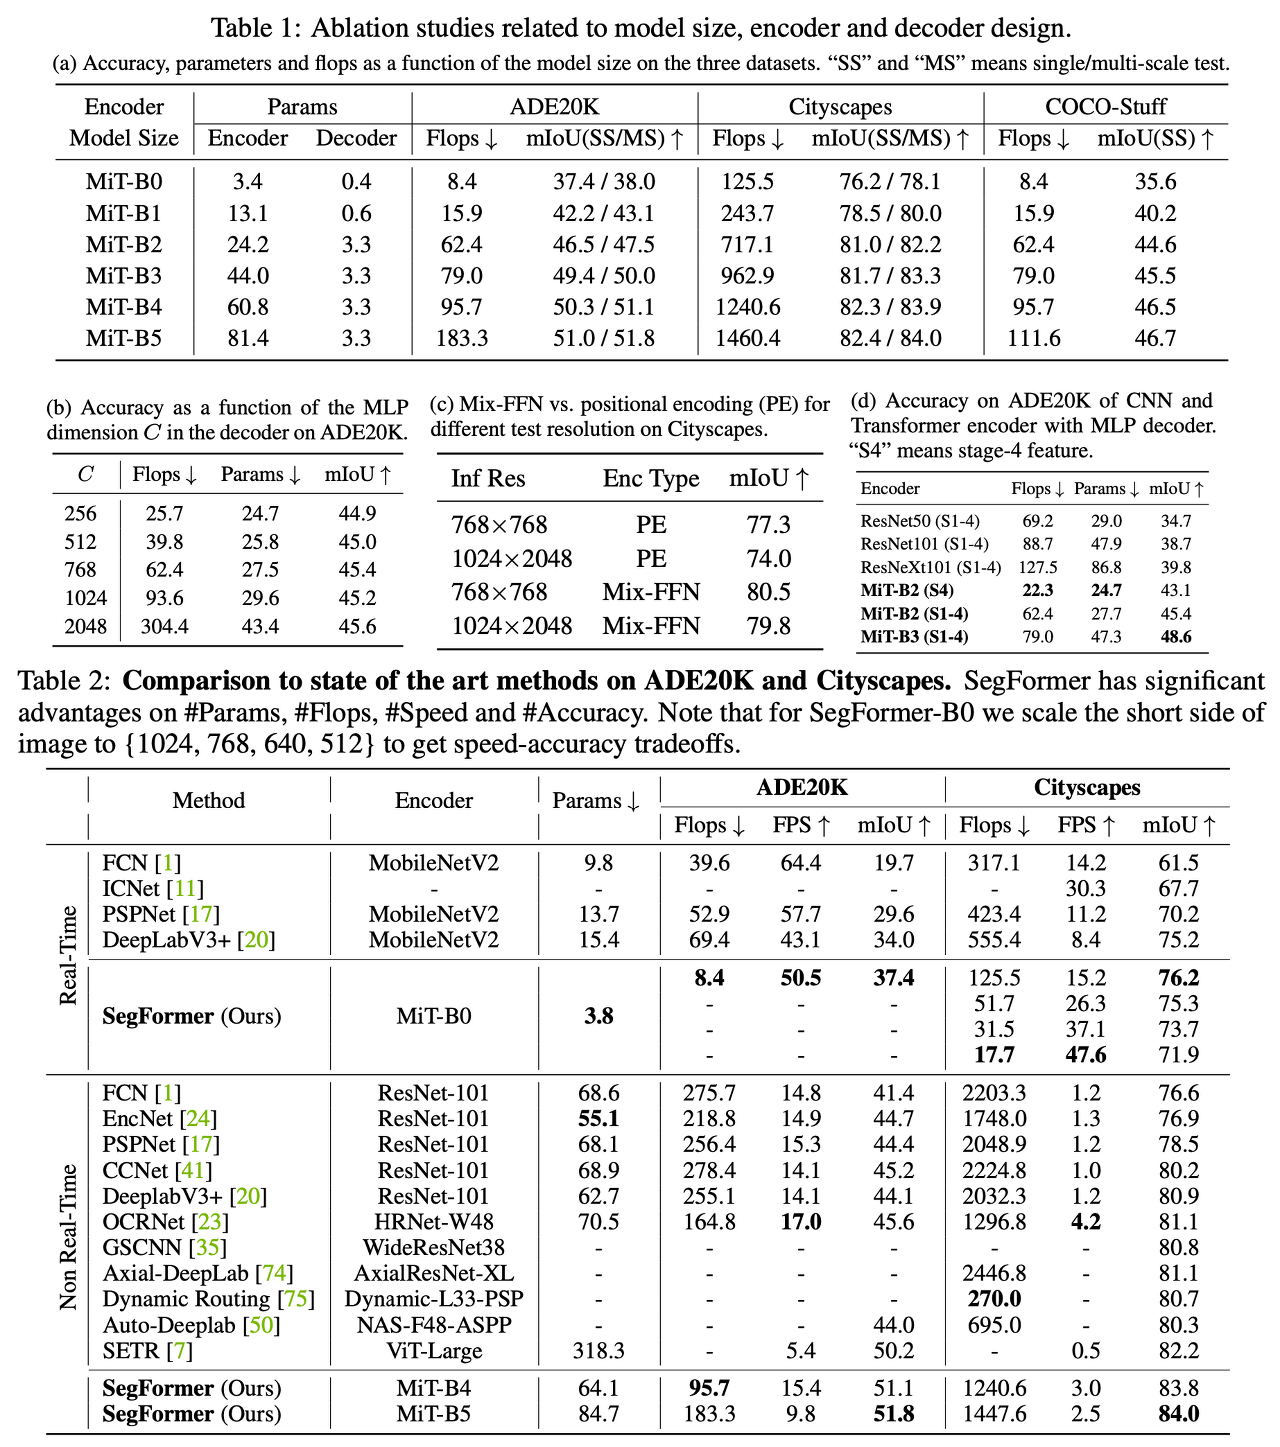 Table 1: Ablation studies related to model size, encoder and decoder design.
(a) Accuracy, parameters and flops as a function of the model size on the three datasets. “SS” and “MS” means single/multi-scale test.
Encoder Params ADE20K Cityscapes COCO-Stuff
Model Size Encoder Decoder Flops ↓ mIoU(SS/MS) ↑ Flops ↓ mIoU(SS/MS) ↑ Flops ↓ mIoU(SS) ↑
MiT-B0 3.4 0.4 8.4 37.4 / 38.0 125.5 76.2 / 78.1 8.4 35.6
MiT-B1 13.1 0.6 15.9 42.2 / 43.1 243.7 78.5 / 80.0 15.9 40.2
MiT-B2 24.2 3.3 62.4 46.5 / 47.5 717.1 81.0 / 82.2 62.4 44.6
MiT-B3 44.0 3.3 79.0 49.4 / 50.0 962.9 81.7 / 83.3 79.0 45.5
MiT-B4 60.8 3.3 95.7 50.3 / 51.1 1240.6 82.3 / 83.9 95.7 46.5
MiT-B5 81.4 3.3 183.3 51.0 / 51.8 1460.4 82.4 / 84.0 111.6 46.7
(b) Accuracy as a function of the MLP
dimension C in the decoder on ADE20K.
C Flops ↓ Params ↓ mIoU ↑
256 25.7 24.7 44.9
512 39.8 25.8 45.0
768 62.4 27.5 45.4
1024 93.6 29.6 45.2
2048 304.4 43.4 45.6
(c) Mix-FFN vs. positional encoding (PE) for
different test resolution on Cityscapes.
Inf Res Enc Type mIoU ↑
768×768 PE 77.3
1024×2048 PE 74.0
768×768 Mix-FFN 80.5
1024×2048 Mix-FFN 79.8
(d) Accuracy on ADE20K of CNN and
Transformer encoder with MLP decoder.
“S4” means stage-4 feature.
Encoder Flops ↓ Params ↓ mIoU ↑
ResNet50 (S1-4) 69.2 29.0 34.7
ResNet101 (S1-4) 88.7 47.9 38.7
ResNeXt101 (S1-4) 127.5 86.8 39.8
MiT-B2 (S4) 22.3 24.7 43.1
MiT-B2 (S1-4) 62.4 27.7 45.4
MiT-B3 (S1-4) 79.0 47.3 48.6
Table 2: Comparison to state of the art methods on ADE20K and Cityscapes. SegFormer has significant
advantages on #Params, #Flops, #Speed and #Accuracy. Note that for SegFormer-B0 we scale the short side of
image to {1024, 768, 640, 512} to get speed-accuracy tradeoffs.
Method Encoder Params ↓ ADE20K Cityscapes
Flops ↓ FPS ↑ mIoU ↑ Flops ↓ FPS ↑ mIoU ↑
Real-Time
FCN [1] MobileNetV2 9.8 39.6 64.4 19.7 317.1 14.2 61.5
ICNet [11] - - - - - - 30.3 67.7
PSPNet [17] MobileNetV2 13.7 52.9 57.7 29.6 423.4 11.2 70.2
DeepLabV3+ [20] MobileNetV2 15.4 69.4 43.1 34.0 555.4 8.4 75.2
SegFormer (Ours) MiT-B0 3.8 8.4 50.5 37.4 125.5 15.2 76.2
- - - 51.7 26.3 75.3
- - - 31.5 37.1 73.7
- - - 17.7 47.6 71.9
Non Real-Time
FCN [1] ResNet-101 68.6 275.7 14.8 41.4 2203.3 1.2 76.6
EncNet [24] ResNet-101 55.1 218.8 14.9 44.7 1748.0 1.3 76.9
PSPNet [17] ResNet-101 68.1 256.4 15.3 44.4 2048.9 1.2 78.5
CCNet [41] ResNet-101 68.9 278.4 14.1 45.2 2224.8 1.0 80.2
DeeplabV3+ [20] ResNet-101 62.7 255.1 14.1 44.1 2032.3 1.2 80.9
OCRNet [23] HRNet-W48 70.5 164.8 17.0 45.6 1296.8 4.2 81.1
GSCNN [35] WideResNet38 - - - - - - 80.8
Axial-DeepLab [74] AxialResNet-XL - - - - 2446.8 - 81.1
Dynamic Routing [75] Dynamic-L33-PSP - - - - 270.0 - 80.7
Auto-Deeplab [50] NAS-F48-ASPP - - - 44.0 695.0 - 80.3
SETR [7] ViT-Large 318.3 - 5.4 50.2 - 0.5 82.2
SegFormer (Ours) MiT-B4 64.1 95.7 15.4 51.1 1240.6 3.0 83.8
SegFormer (Ours) MiT-B5 84.7 183.3 9.8 51.8 1447.6 2.5 84.0